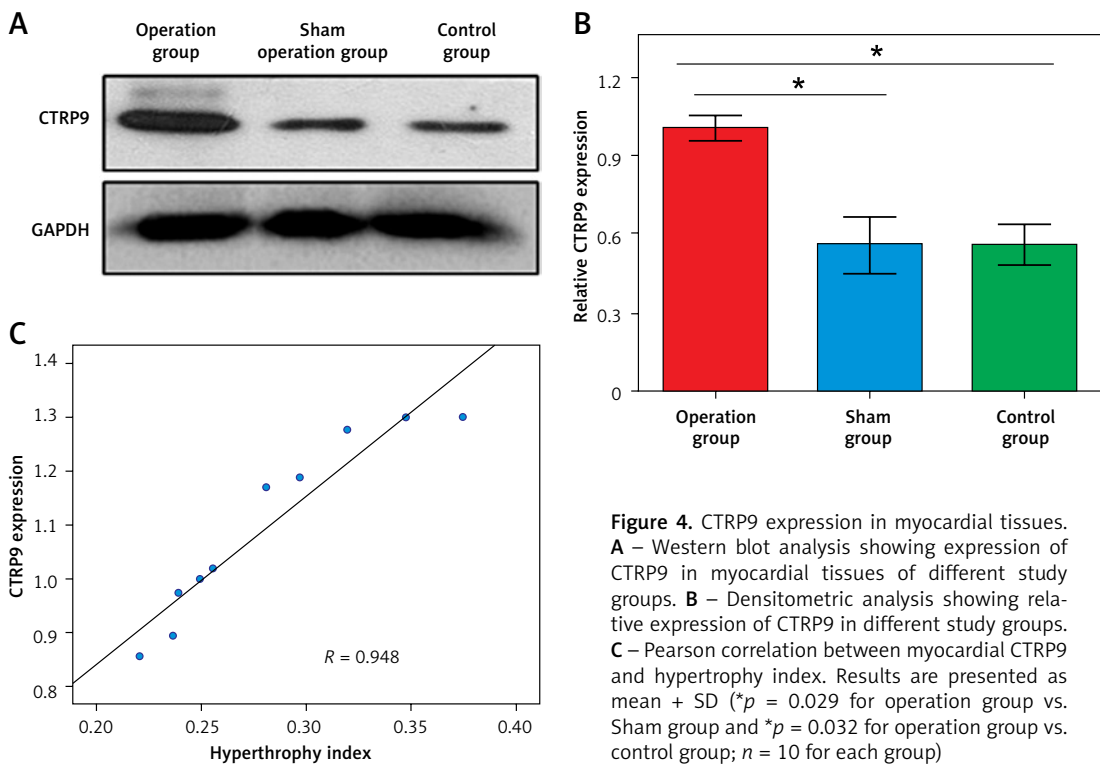 A
Operation
group
Sham
operation group
Control
group
CTRP9
GAPDH
B
Relative CTRP9 expression
1.2
0.9
0.6
0.3
0
*
*
Operation
group
Sham
group
Control
group
C
CTRP9 expression
1.4
1.3
1.2
1.1
1.0
0.9
0.8
R = 0.948
0.20
0.25
0.30
0.35
0.40
Hyperthrophy index
Figure 4. CTRP9 expression in myocardial tissues.
A – Western blot analysis showing expression of
CTRP9 in myocardial tissues of different study
groups. B – Densitometric analysis showing rela-
tive expression of CTRP9 in different study groups.
C – Pearson correlation between myocardial CTRP9
and hypertrophy index. Results are presented as
mean + SD (*p = 0.029 for operation group vs.
Sham group and *p = 0.032 for operation group vs.
control group; n = 10 for each group)